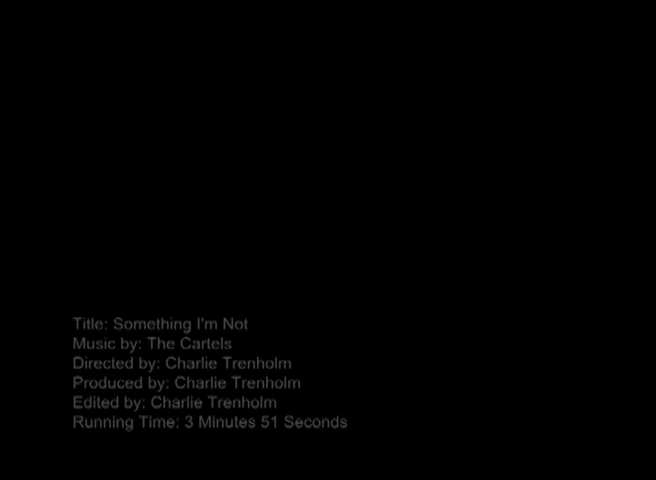 Title: Something I'm Not
Music by: The Cartels
Directed by: Charlie Trenholm
Produced by: Charlie Trenholm
Edited by: Charlie Trenholm
Running Time: 3 Minutes 51 Seconds